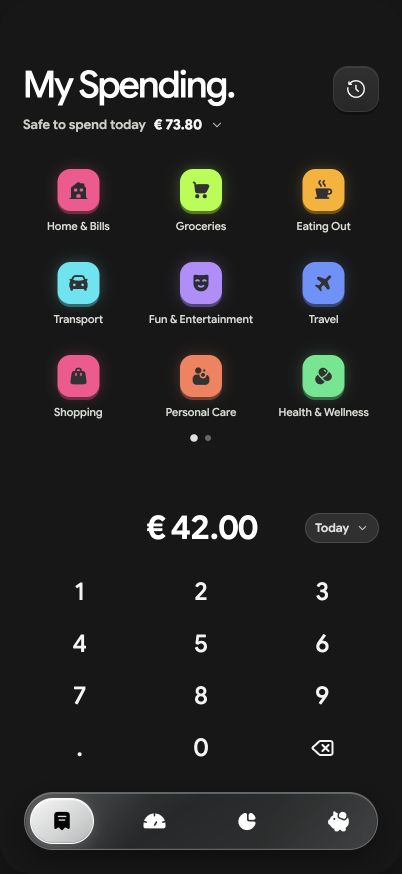 My Spending.
Safe to spend today € 73.80
Home & Bills Groceries Eating Out
Transport Fun & Entertainment Travel
Shopping Personal Care Health & Wellness
€ 42.00 Today
1 2 3
4 5 6
7 8 9
. 0